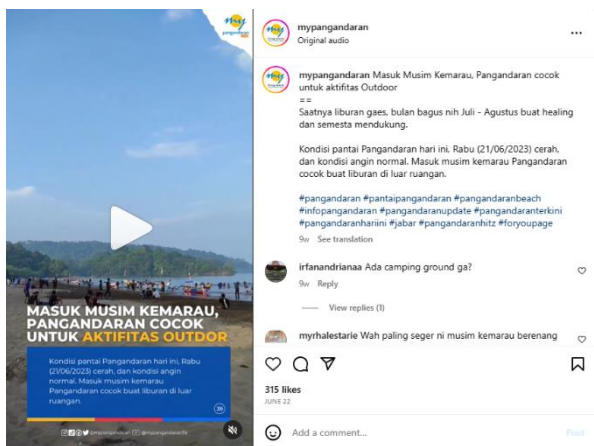 my
pangandaran
MASUK MUSIM KEMARAU,
PANGANDARAN COCOK
UNTUK AKTIFITAS OUTDOR
Kondisi pantai Pangandaran hari ini, Rabu
(21/06/2023) cerah, dan kondisi angin
normal. Masuk musim kemarau
Pangandaran cocok buat liburan di luar
ruangan.
mypangandaran
Original audio
mypangandaran Masuk Musim Kemarau, Pangandaran cocok
untuk aktifitas Outdoor
==
Saatnya liburan gaes, bulan bagus nih Juli - Agustus buat healing
dan semesta mendukung.
Kondisi pantai Pangandaran hari ini, Rabu (21/06/2023) cerah,
dan kondisi angin normal. Masuk musim kemarau Pangandaran
cocok buat liburan di luar ruangan.
#pangandaran #pantaipangandaran #pangandaranbeach
#infopangandaran #pangandaranupdate #pangandaranterkini
#pangandaranhariini #jabar #pangandaranhitz #foryoupage
9w See translation
irfanandrianaa Ada camping ground ga?
9w Reply
View replies (1)
myrhalestarie Wah paling seger ni musim kemarau berenang
315 likes
JUNE 22
Add a comment...
Post